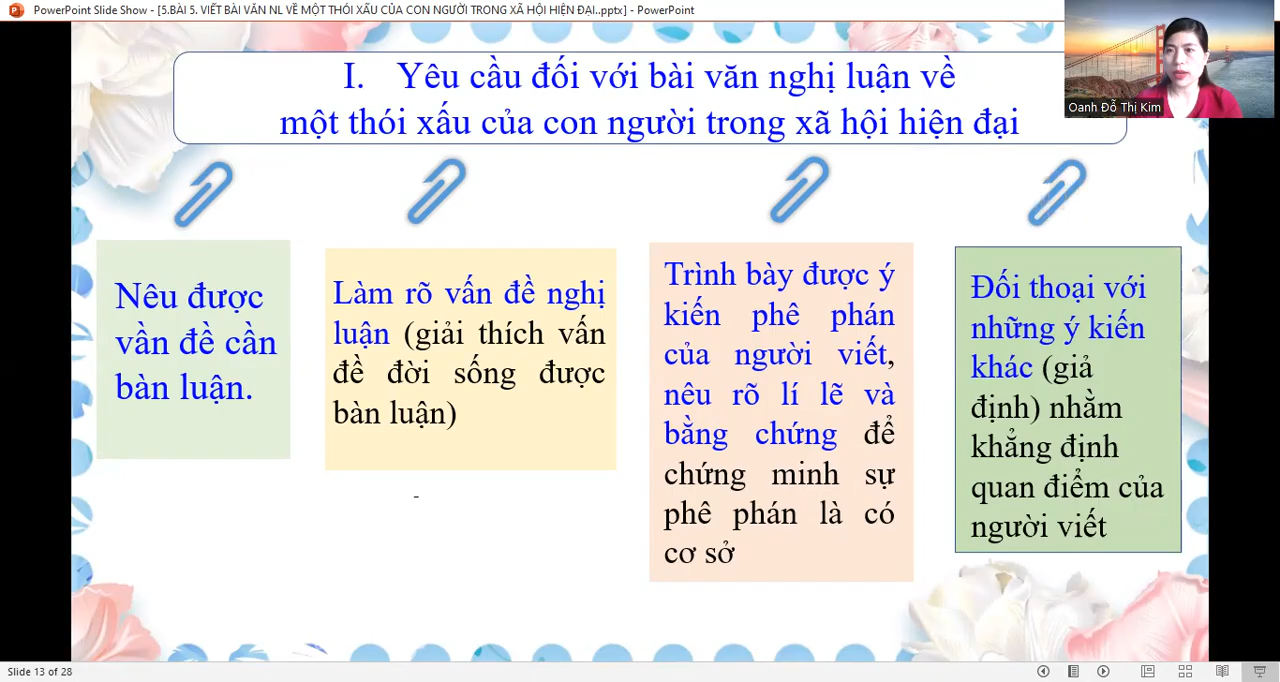 PowerPoint Slide Show - [5.BÀI 5. VIẾT BÀI VĂN NL VỀ MỘT THÓI XẤU CỦA CON NGƯỜI TRONG XÃ HỘI HIỆN ĐẠI..pptx] - PowerPoint
Oanh Đỗ Thị Kim
I. Yêu cầu đối với bài văn nghị luận về
một thói xấu của con người trong xã hội hiện đại
Nêu được
vần đề cần
bàn luận.
Làm rõ vấn đề nghị
luận (giải thích vấn
đề đời sống được
bàn luận)
Trình bày được ý
kiến phê phán
của người viết,
nêu rõ lí lẽ và
bằng chứng để
chứng minh sự
phê phán là có
cơ sở
Đối thoại với
những ý kiến
khác (giả
định) nhằm
khẳng định
quan điểm của
người viết
Slide 13 of 28